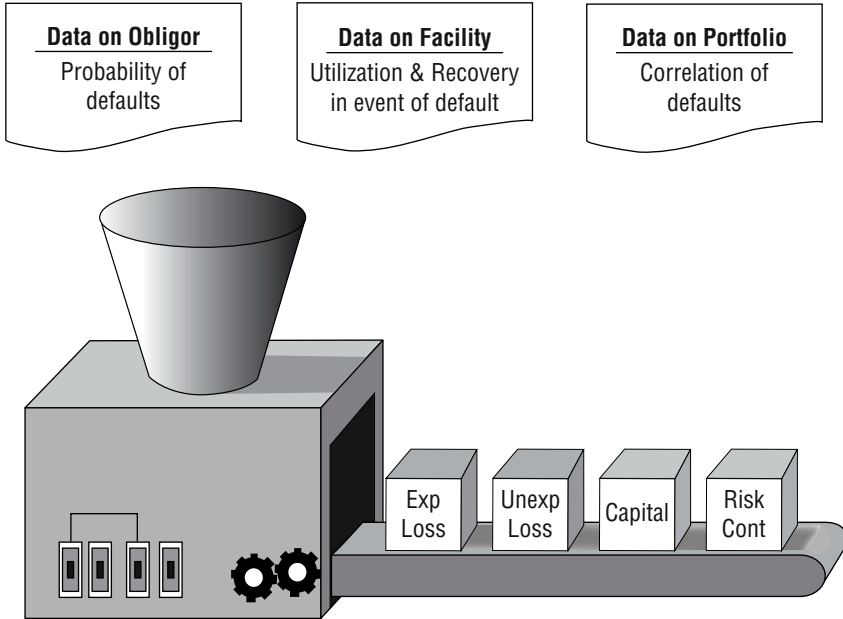 Data on Obligor
Probability of
defaults
Data on Facility
Utilization & Recovery
in event of default
Data on Portfolio
Correlation of
defaults
Exp
Loss
Unexp
Loss
Capital
Risk
Cont